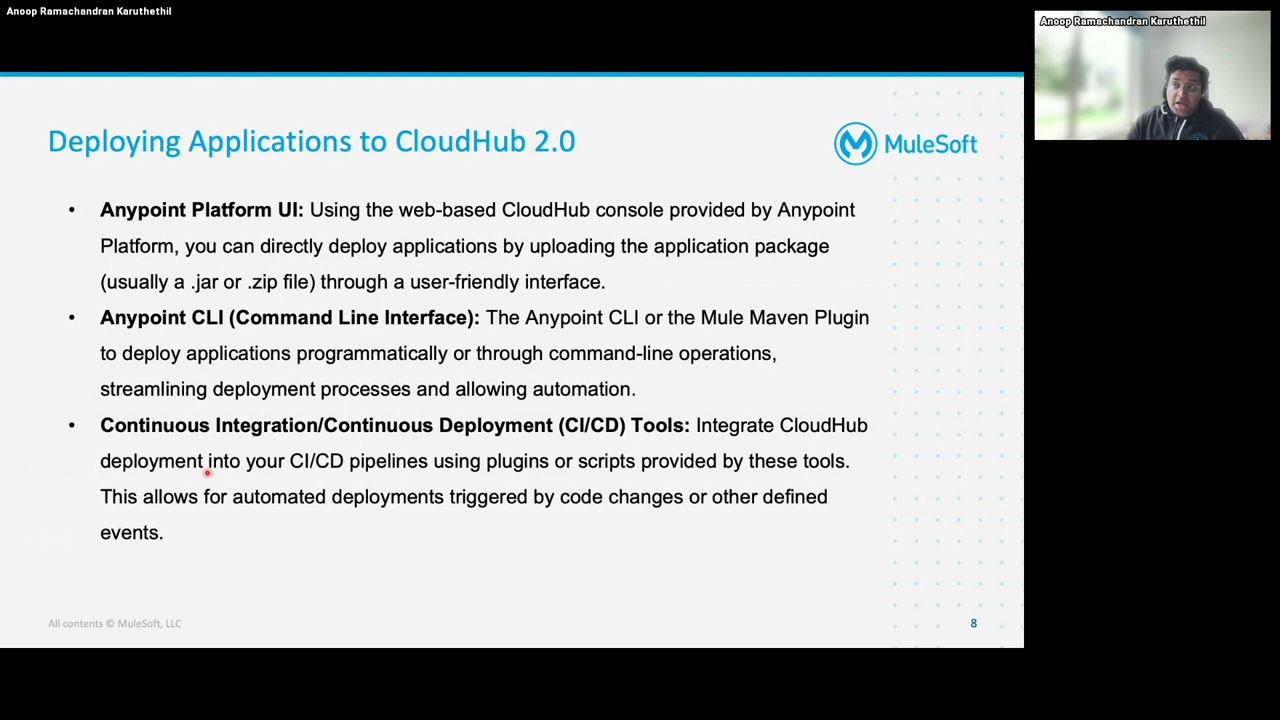 Anoop Ramachandran Karuthethil
Anoop Ramachandran Karuthethil
Deploying Applications to CloudHub 2.0
MuleSoft
• Anypoint Platform UI: Using the web-based CloudHub console provided by Anypoint
Platform, you can directly deploy applications by uploading the application package
(usually a .jar or .zip file) through a user-friendly interface.
• Anypoint CLI (Command Line Interface): The Anypoint CLI or the Mule Maven Plugin
to deploy applications programmatically or through command-line operations,
streamlining deployment processes and allowing automation.
• Continuous Integration/Continuous Deployment (CI/CD) Tools: Integrate CloudHub
deployment into your CI/CD pipelines using plugins or scripts provided by these tools.
This allows for automated deployments triggered by code changes or other defined
events.
All contents © MuleSoft, LLC
8